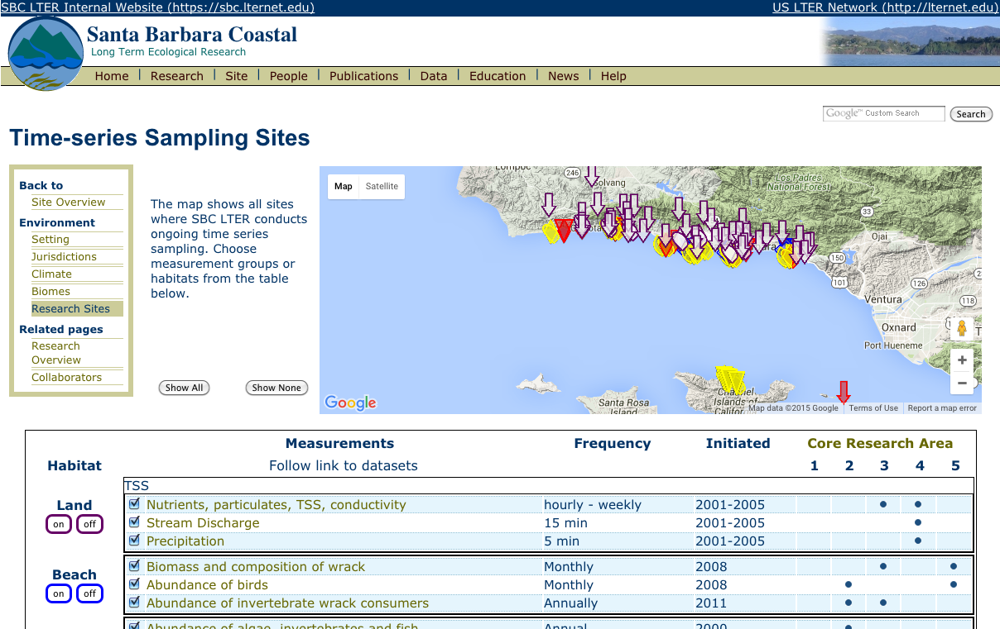 SBC LTER Internal Website (https://sbc.lternet.edu)
US LTER Network (http://lternet.edu)
Santa Barbara Coastal
Long Term Ecological Research
Home | Research | Site | People | Publications | Data | Education | News | Help
Google™ Custom Search
Search
Time-series Sampling Sites
Back to
Site Overview
Environment
Setting
Jurisdictions
Climate
Biomes
Research Sites
Related pages
Research
Overview
Collaborators
The map shows all sites
where SBC LTER conducts
ongoing time series
sampling. Choose
measurement groups or
habitats from the table
below.
Show All
Show None
Map
Satellite
Lompoc
246
Solvang
Los Padres
National Forest
33
Ojai
150
101
126
Ventura
118
Oxnard
Port Hueneme
Santa Rosa
Island
Channel
Islands of
Califor
Google
Map data ©2015 Google
Terms of Use
Report a map error
Habitat
Measurements
Frequency
Initiated
Core Research Area
Follow link to datasets
1 2 3 4 5
TSS
Land
on off
Nutrients, particulates, TSS, conductivity hourly - weekly 2001-2005
Stream Discharge 15 min 2001-2005
Precipitation 5 min 2001-2005
Beach
on off
Biomass and composition of wrack Monthly 2008
Abundance of birds Monthly 2008
Abundance of invertebrate wrack consumers Annually 2011
Abundance of algae, invertebrates and fish Annual 2000